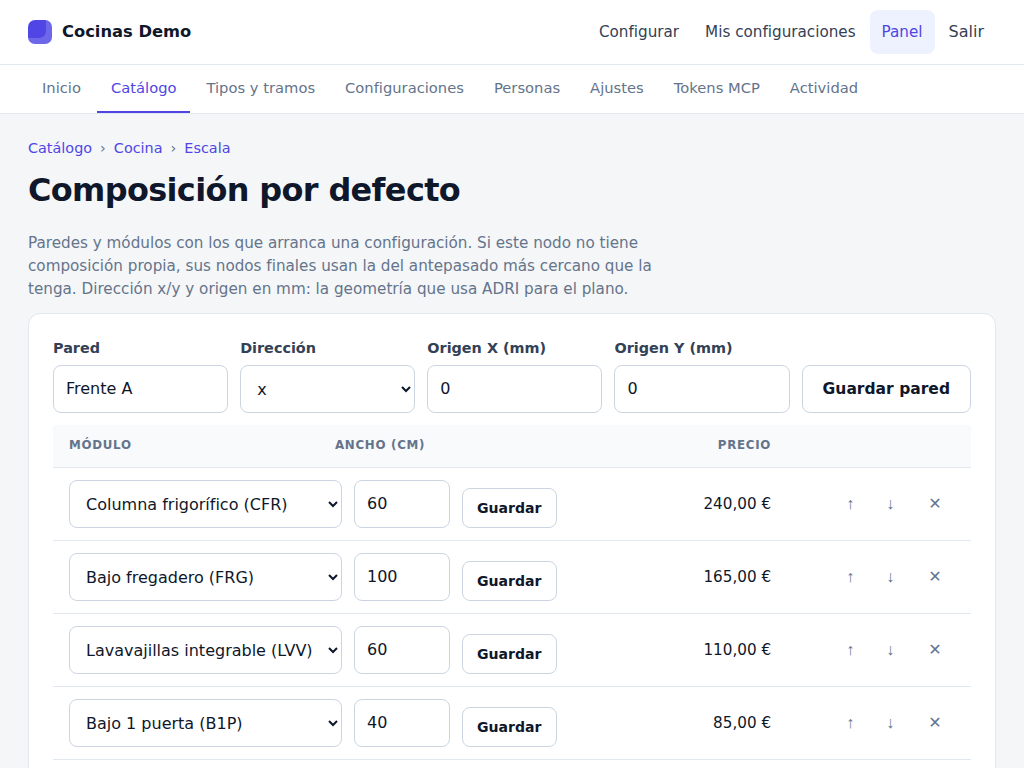 Cocinas Demo
Configurar Mis configuraciones Panel Salir
Inicio Catálogo Tipos y tramos Configuraciones Personas Ajustes Tokens MCP Actividad
Catálogo › Cocina › Escala
Composición por defecto
Paredes y módulos con los que arranca una configuración. Si este nodo no tiene
composición propia, sus nodos finales usan la del antepasado más cercano que la
tenga. Dirección x/y y origen en mm: la geometría que usa ADRI para el plano.
Pared Dirección Origen X (mm) Origen Y (mm)
Frente A x 0 0 Guardar pared
MÓDULO ANCHO (CM) PRECIO
Columna frigorífico (CFR) 60 Guardar 240,00 € ↑ ↓ ✕
Bajo fregadero (FRG) 100 Guardar 165,00 € ↑ ↓ ✕
Lavavajillas integrable (LVV) 60 Guardar 110,00 € ↑ ↓ ✕
Bajo 1 puerta (B1P) 40 Guardar 85,00 € ↑ ↓ ✕